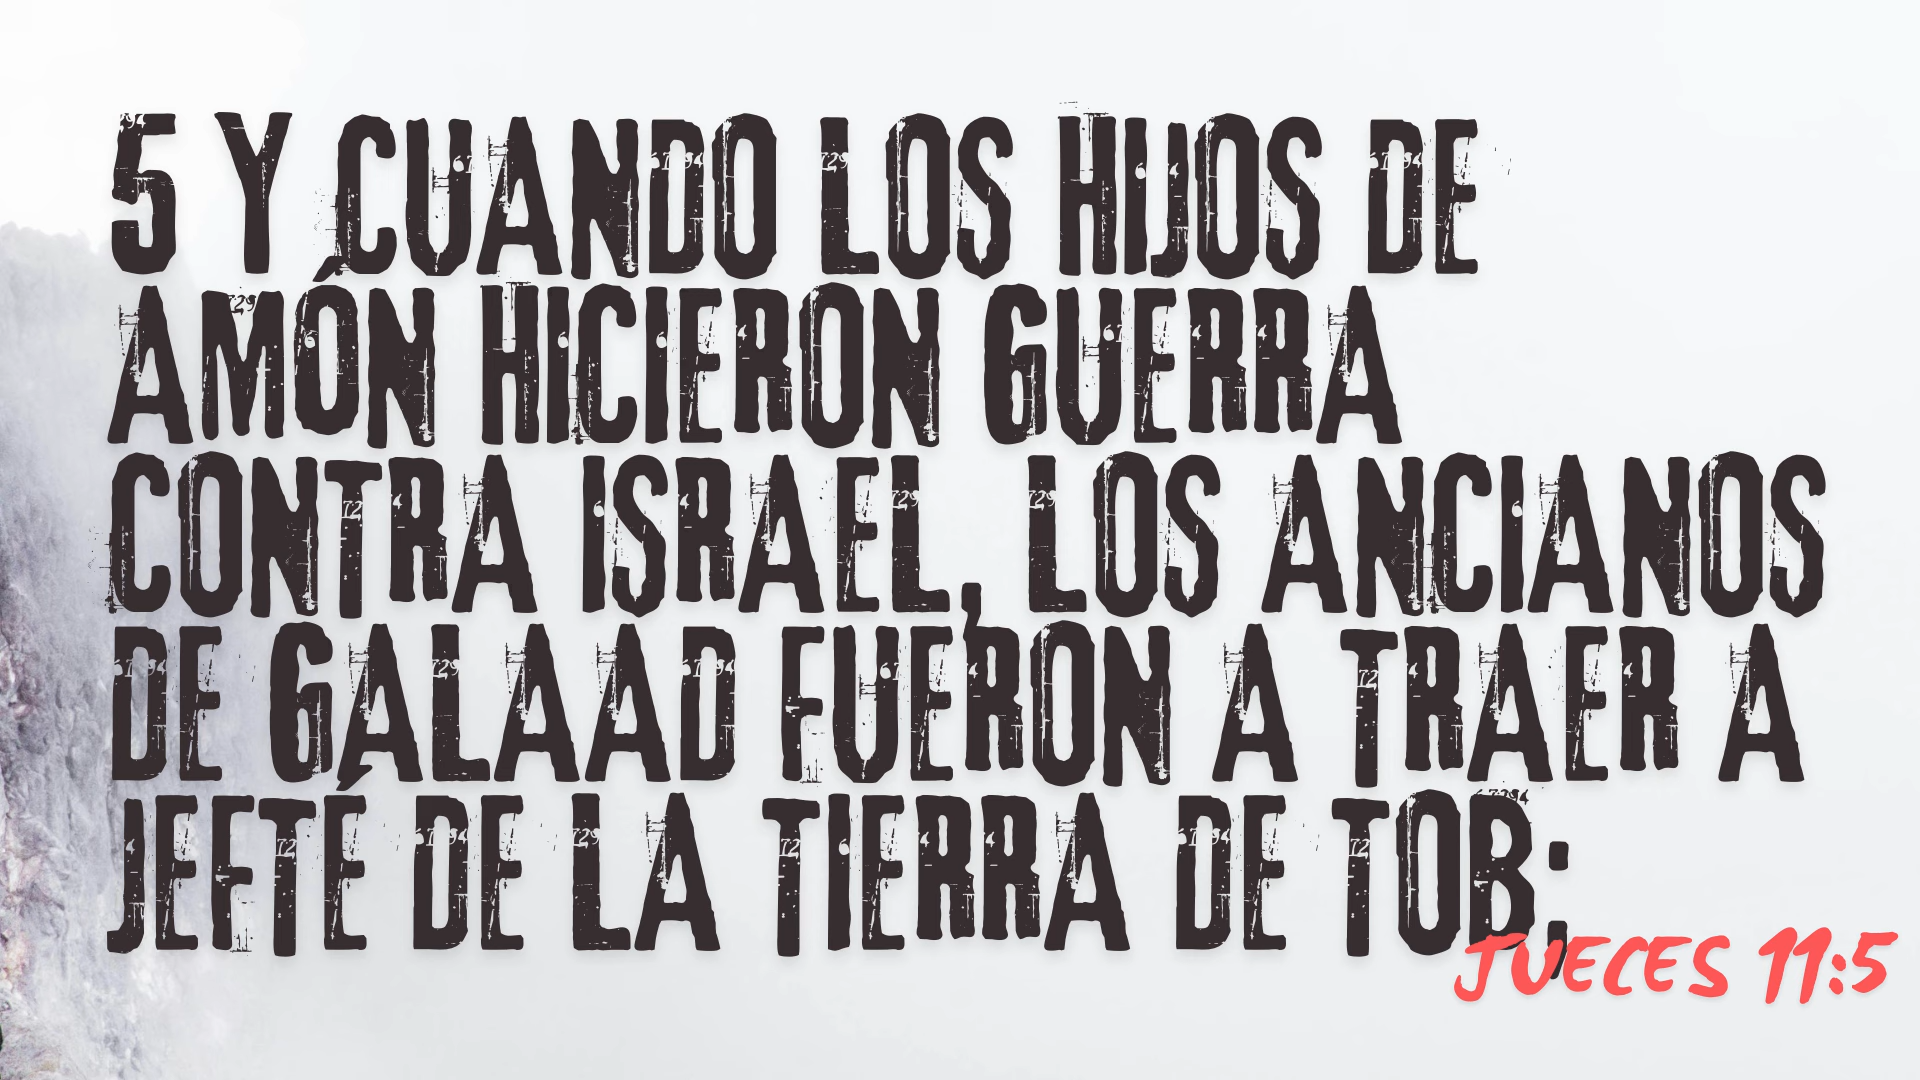 5 Y CUANDO LOS HIJOS DE
AMÓN HICIERON GUERRA
CONTRA ISRAEL, LOS ANCIANOS
DE GALAAD FUERON A TRAER A
JEFTÉ DE LA TIERRA DE TOB;
JUECES 11:5